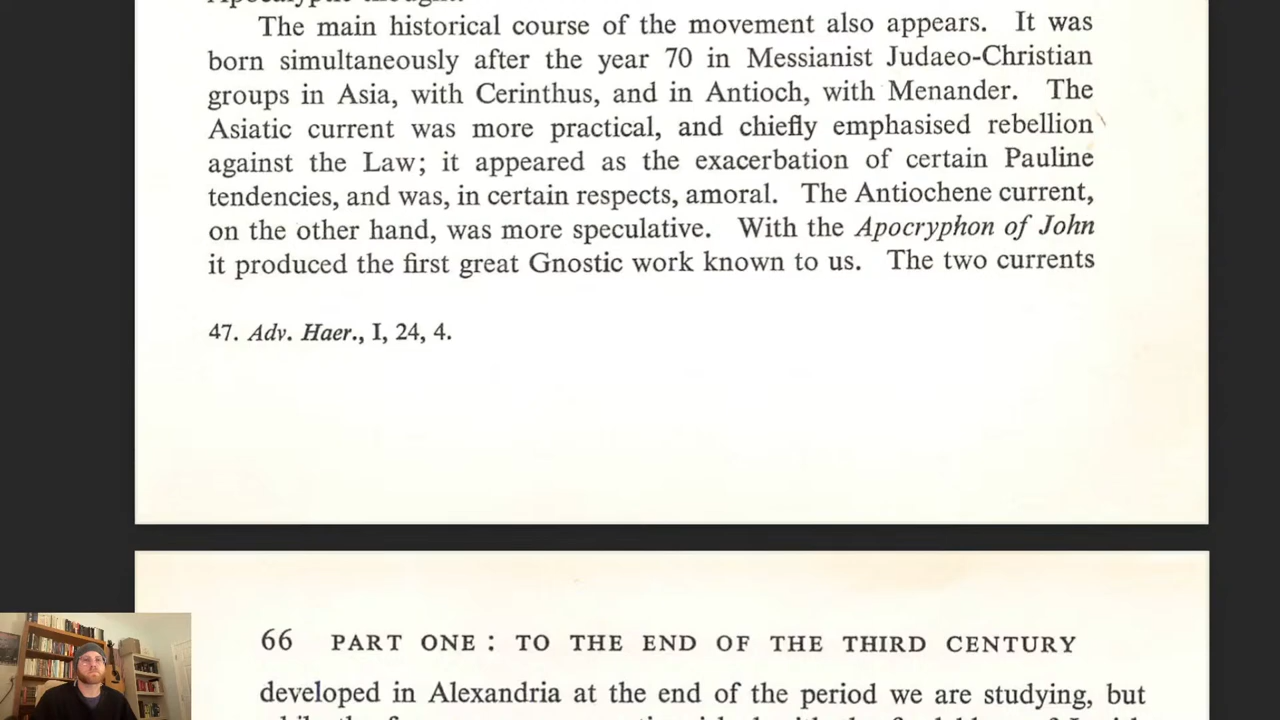 The main historical course of the movement also appears. It was
born simultaneously after the year 70 in Messianist Judaeo-Christian
groups in Asia, with Cerinthus, and in Antioch, with Menander. The
Asiatic current was more practical, and chiefly emphasised rebellion
against the Law; it appeared as the exacerbation of certain Pauline
tendencies, and was, in certain respects, amoral. The Antiochene current,
on the other hand, was more speculative. With the Apocryphon of John
it produced the first great Gnostic work known to us. The two currents
47. Adv. Haer., I, 24, 4.
66 PART ONE: TO THE END OF THE THIRD CENTURY
developed in Alexandria at the end of the period we are studying, but